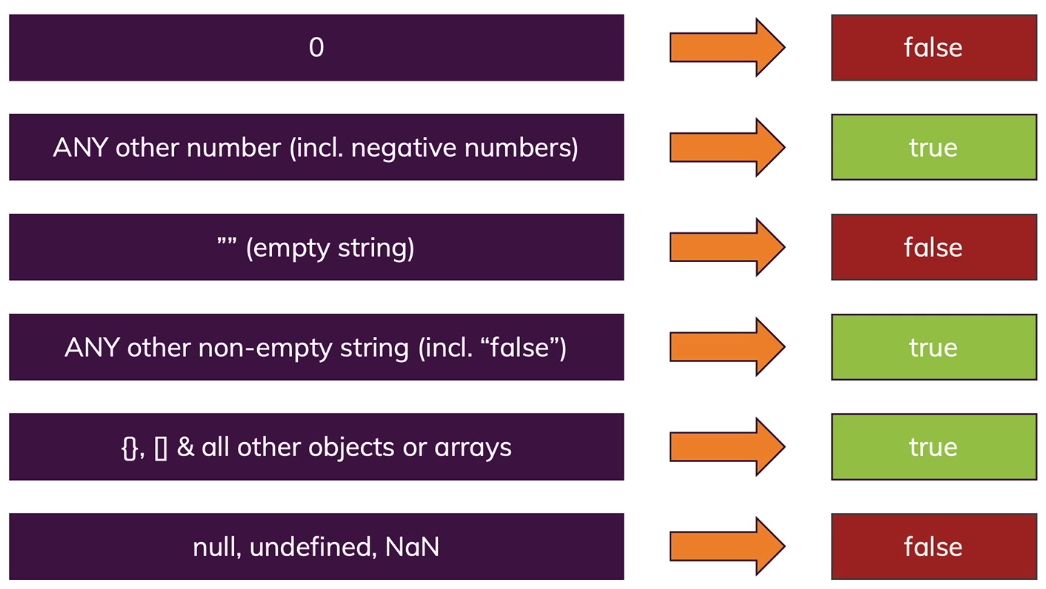 0
false
ANY other number (incl. negative numbers)
true
”” (empty string)
false
ANY other non-empty string (incl. “false”)
true
{}, [] & all other objects or arrays
true
null, undefined, NaN
false